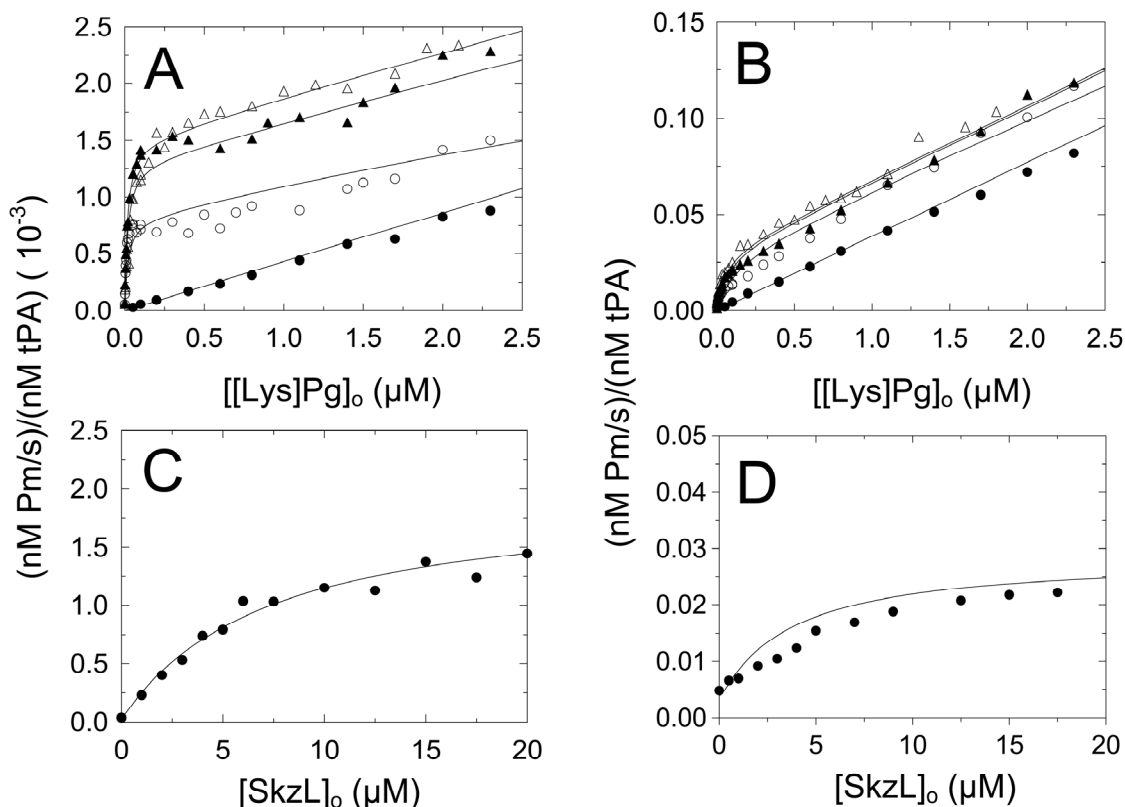 A
2.5
2.0
1.5
1.0
0.5
0.0
0.0 0.5 1.0 1.5 2.0 2.5
[[Lys]Pg]o (µM)
B
0.15
0.10
0.05
0.00
0.0 0.5 1.0 1.5 2.0 2.5
[[Lys]Pg]o (µM)
(nM Pm/s)/(nM tPA) ( 10-3)
(nM Pm/s)/(nM tPA)
C
2.5
2.0
1.5
1.0
0.5
0.0
0 5 10 15 20
[SkzL]o (µM)
D
0.05
0.04
0.03
0.02
0.01
0.00
0 5 10 15 20
[SkzL]o (µM)